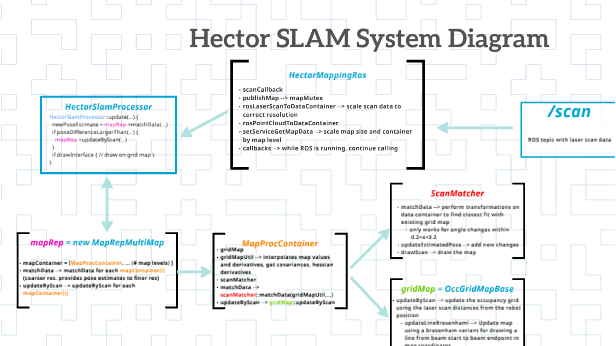 Hector SLAM System Diagram
HectorMappingRos
- scanCallback
- publishMap --> mapMutex
- rosLaserScanToDataContainer --> scale scan data to
correct resolution
- rosPointCloudToDataContainer
- setServiceGetMapData --> scale map size and container
by map level
- callbacks --> while ROS is running, continue calling
HectorSlamProcessor
HectorSlamProcessor::update(...) {
newPoseEstimate = mapRep->matchData(...)
if poseDifferenceLargerThan(...) {
mapRep->updateByScan(...)
}
if drawInterface { // draw on grid map }
}
/scan
ROS topic with laser scan data
ScanMatcher
- matchData --> perform transformations on
data container to find closest fit with
existing grid map
- only works for angle changes within
-0.2<x<0.2
- updateEstimatedPose --> add new changes
- drawScan --> draw the map
mapRep = new MapRepMultiMap
- mapContainer = [MapProcContainer, ... (# map levels) ]
- matchData --> matchData for each mapContainer[i]
(coarser res. provides pose estimates to finer res)
- updateByScan --> updateByScan for each
mapContainer[i]
MapProcContainer
- gridMap
- gridMapUtil --> interpolates map values
and derivatives, get covariances, hessian
derivatives
- scanMatcher
- matchData -->
scanMatcher::matchData(gridMapUtil,...)
- updateByScan --> gridMap::updateByScan
gridMap = OccGridMapBase
- updateByScan --> update the occupancy grid
using the laser scan distances from the robot
position
- updateLineBresenhami --> Update map
using a bresenham variant for drawing a
line from beam start to beam endpoint in
map coordinates